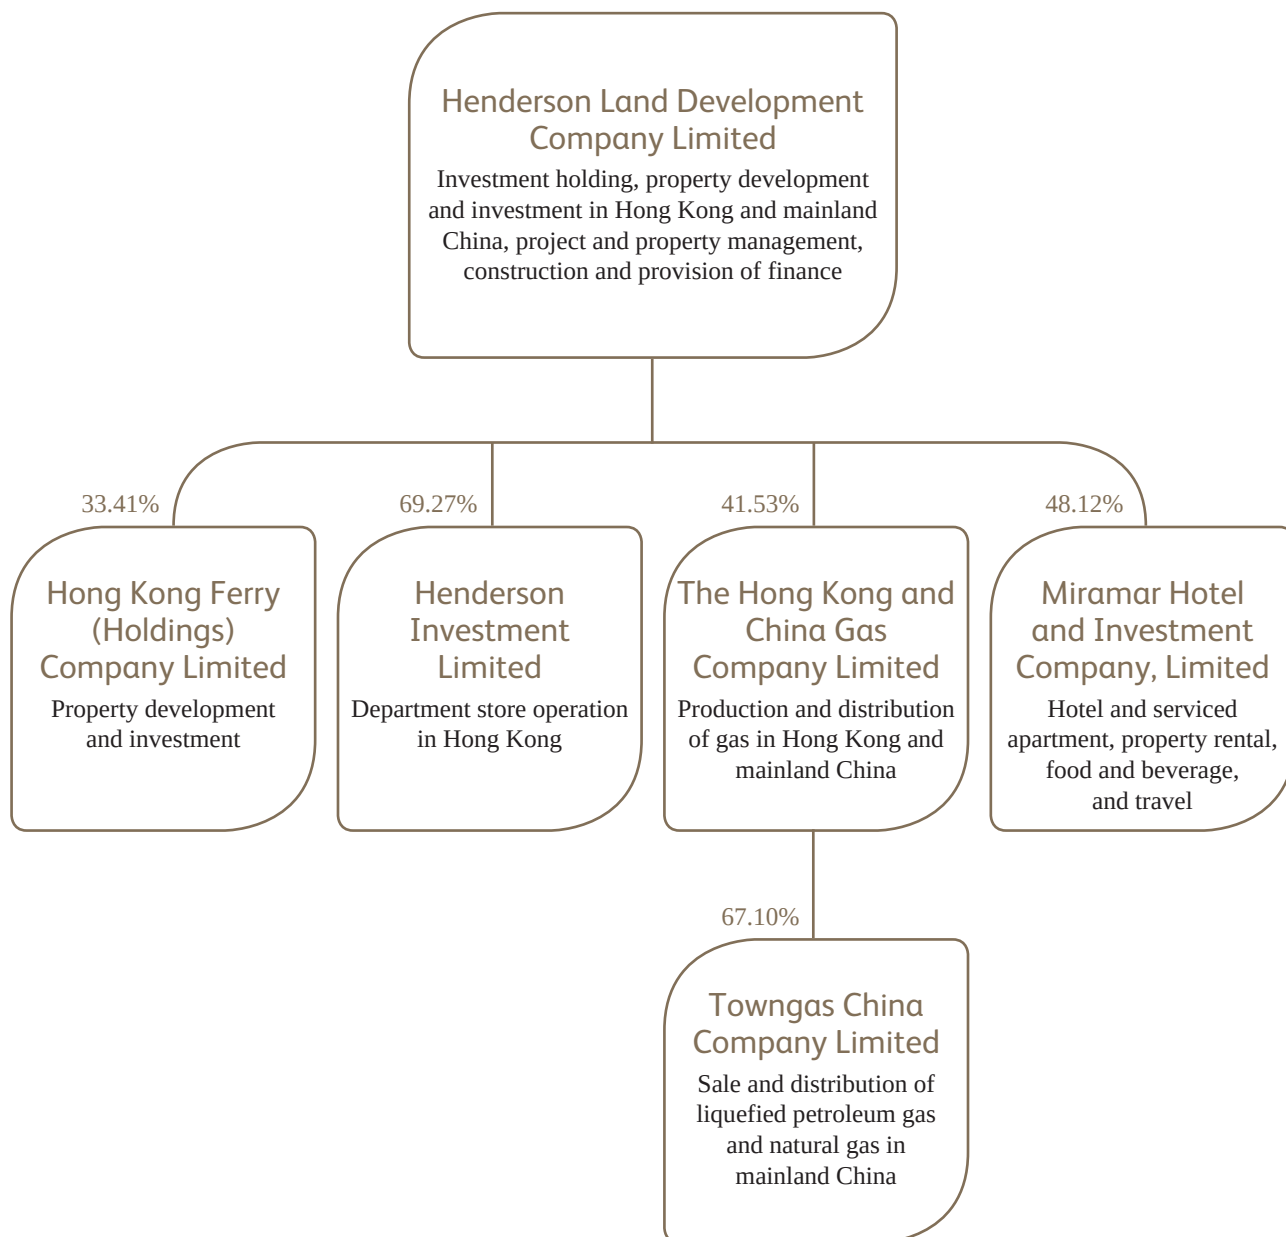 Henderson Land Development
Company Limited
Investment holding, property development
and investment in Hong Kong and mainland
China, project and property management,
construction and provision of finance
33.41%
69.27%
41.53%
48.12%
Hong Kong Ferry
(Holdings)
Company Limited
Property development
and investment
Henderson
Investment
Limited
Department store operation
in Hong Kong
The Hong Kong and
China Gas
Company Limited
Production and distribution
of gas in Hong Kong and
mainland China
Miramar Hotel
and Investment
Company, Limited
Hotel and serviced
apartment, property rental,
food and beverage,
and travel
67.10%
Towngas China
Company Limited
Sale and distribution of
liquefied petroleum gas
and natural gas in
mainland China